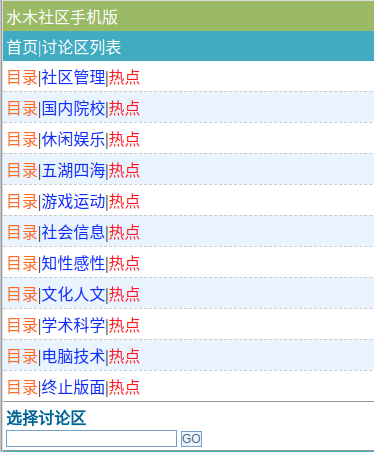 水木社区手机版
首页|讨论区列表
目录|社区管理|热点
目录|国内院校|热点
目录|休闲娱乐|热点
目录|五湖四海|热点
目录|游戏运动|热点
目录|社会信息|热点
目录|知性感性|热点
目录|文化人文|热点
目录|学术科学|热点
目录|电脑技术|热点
目录|终止版面|热点
选择讨论区
GO